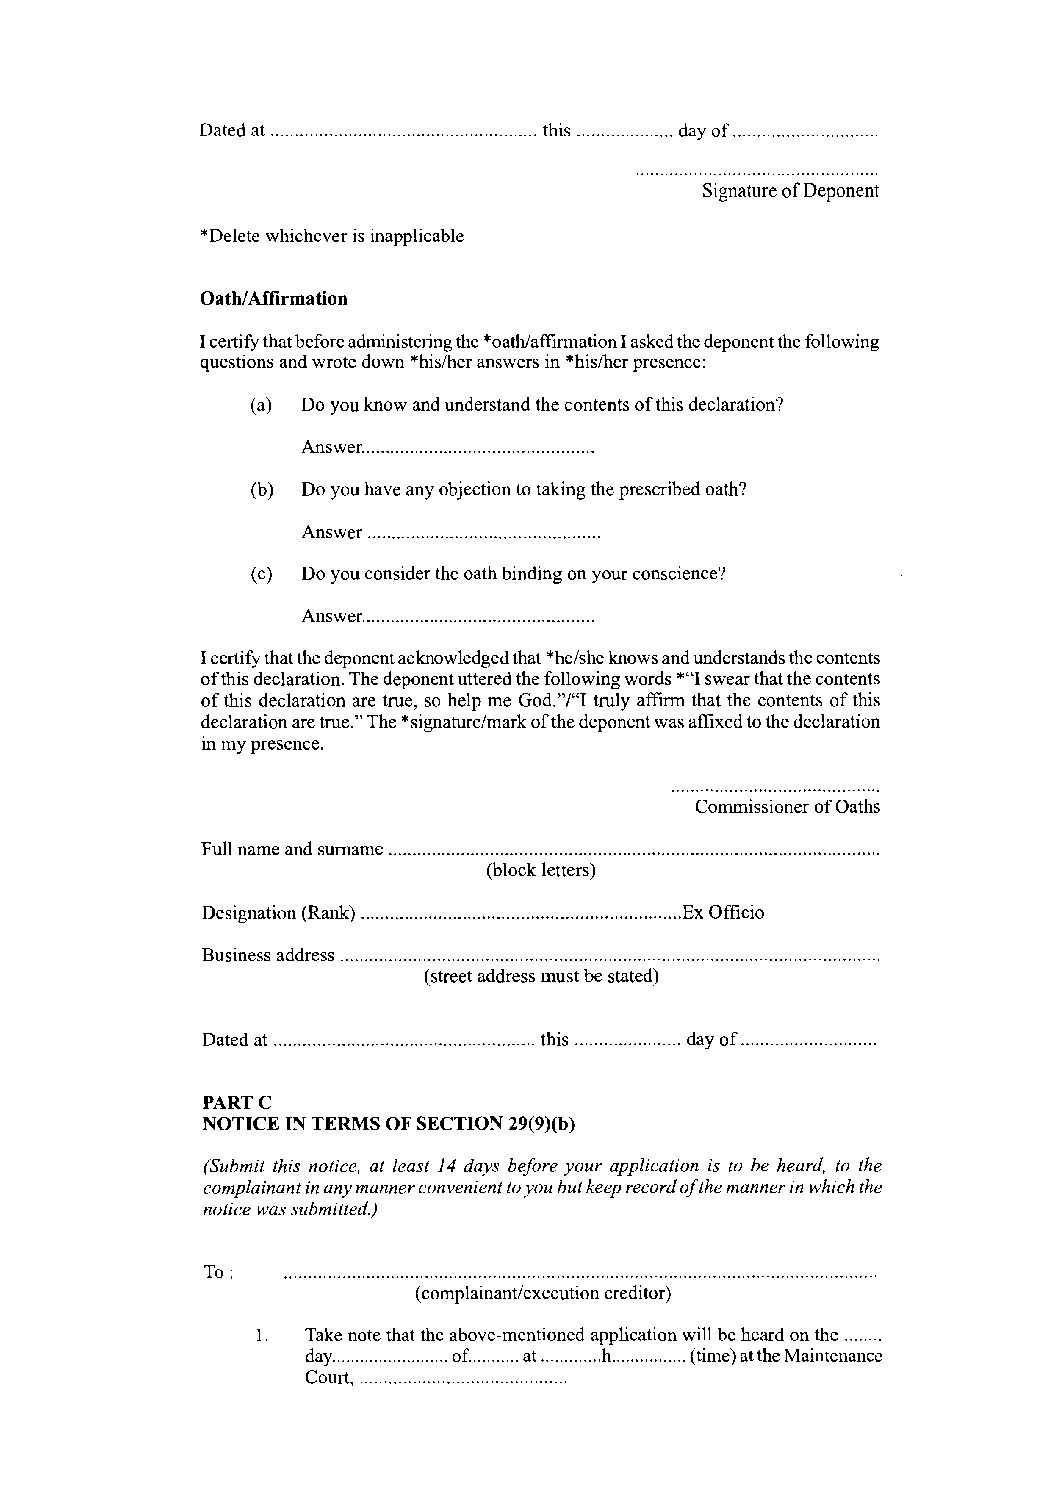 Dated at ....................................................... this .................... day of ..............................
..................................................
Signature of Deponent
*Delete whichever is inapplicable
Oath/Affirmation
I certify that before administering the *oath/affirmation I asked the deponent the following
questions and wrote down *his/her answers in *his/her presence:
(a) Do you know and understand the contents of this declaration?
Answer................................................
(b) Do you have any objection to taking the prescribed oath?
Answer ................................................
(c) Do you consider the oath binding on your conscience?
Answer................................................
I certify that the deponent acknowledged that *he/she knows and understands the contents
of this declaration. The deponent uttered the following words *“I swear that the contents
of this declaration are true, so help me God.”/“I truly affirm that the contents of this
declaration are true.” The *signature/mark of the deponent was affixed to the declaration
in my presence.
...........................................
Commissioner of Oaths
Full name and surname .....................................................................................................
(block letters)
Designation (Rank) ..................................................................Ex Officio
Business address ...............................................................................................................
(street address must be stated)
Dated at ...................................................... this ...................... day of ............................
PART C
NOTICE IN TERMS OF SECTION 29(9)(b)
(Submit this notice, at least 14 days before your application is to be heard, to the
complainant in any manner convenient to you but keep record of the manner in which the
notice was submitted.)
To : ..........................................................................................................................
(complainant/execution creditor)
1. Take note that the above-mentioned application will be heard on the ........
day........................ of.......... at .............h............... (time) at the Maintenance
Court, ...........................................